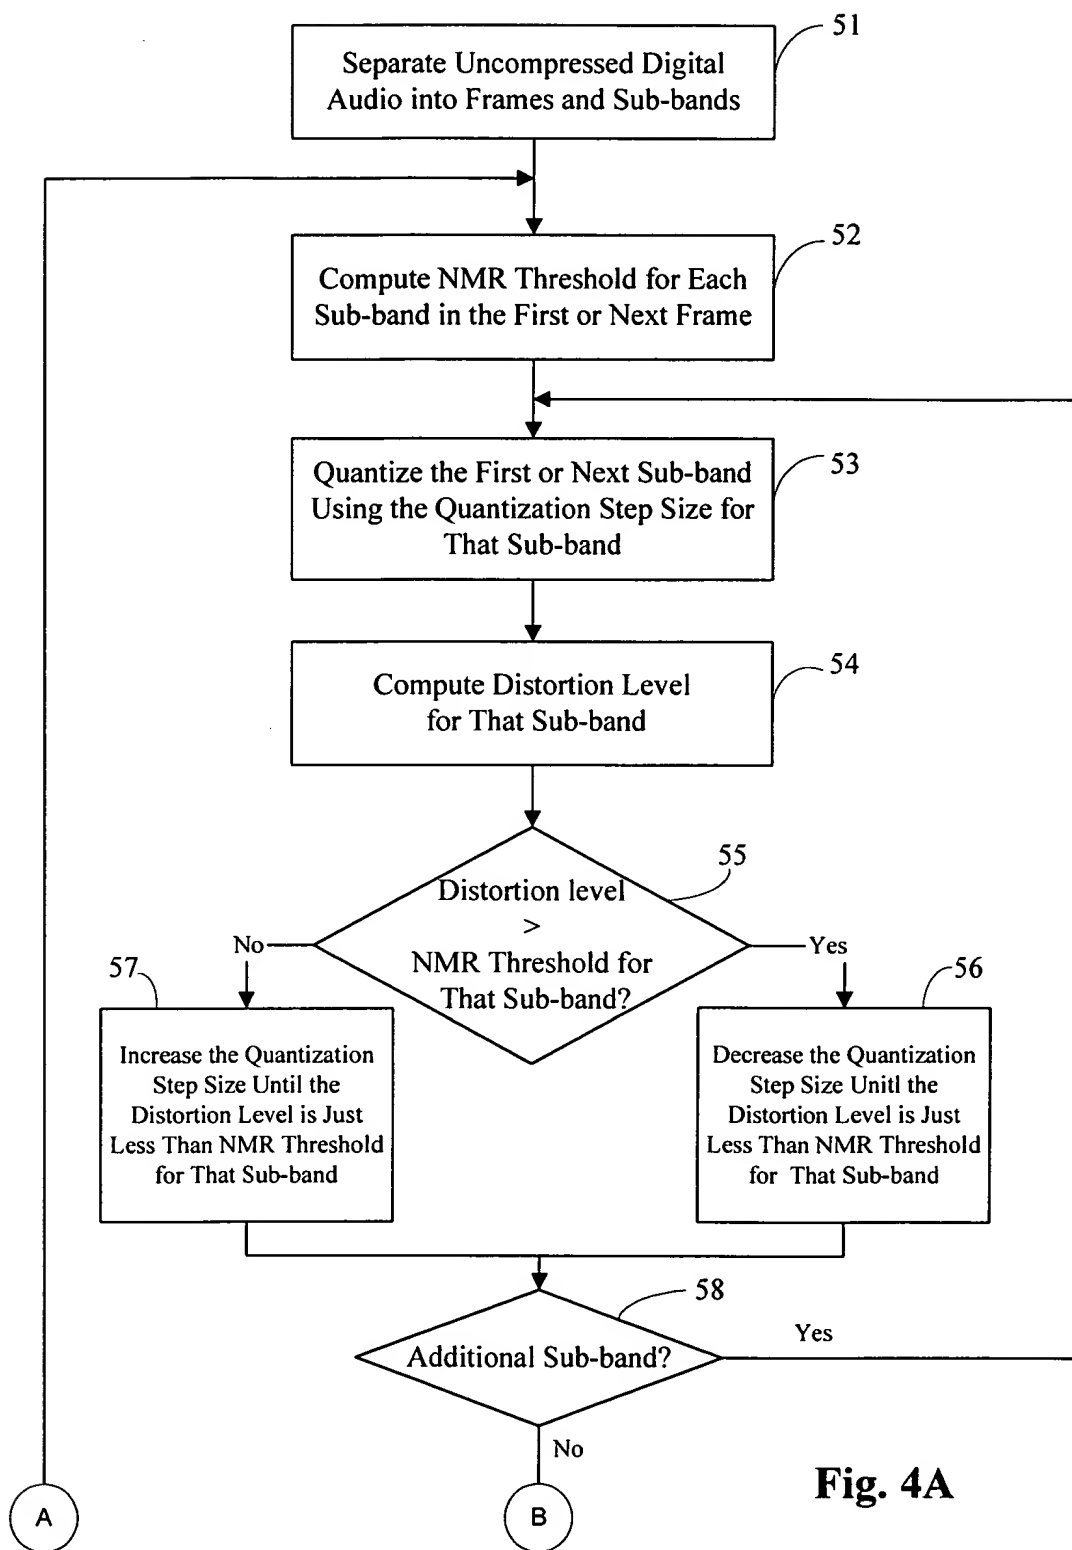 51
Separate Uncompressed Digital
Audio into Frames and Sub-bands
52
Compute NMR Threshold for Each
Sub-band in the First or Next Frame
53
Quantize the First or Next Sub-band
Using the Quantization Step Size for
That Sub-band
54
Compute Distortion Level
for That Sub-band
55
Distortion level
>
NMR Threshold for
That Sub-band?
No
Yes
57
Increase the Quantization
Step Size Until the
Distortion Level is Just
Less Than NMR Threshold
for That Sub-band
56
Decrease the Quantization
Step Size Unitl the
Distortion Level is Just
Less Than NMR Threshold
for That Sub-band
58
Additional Sub-band?
Yes
No
Fig. 4A
A
B